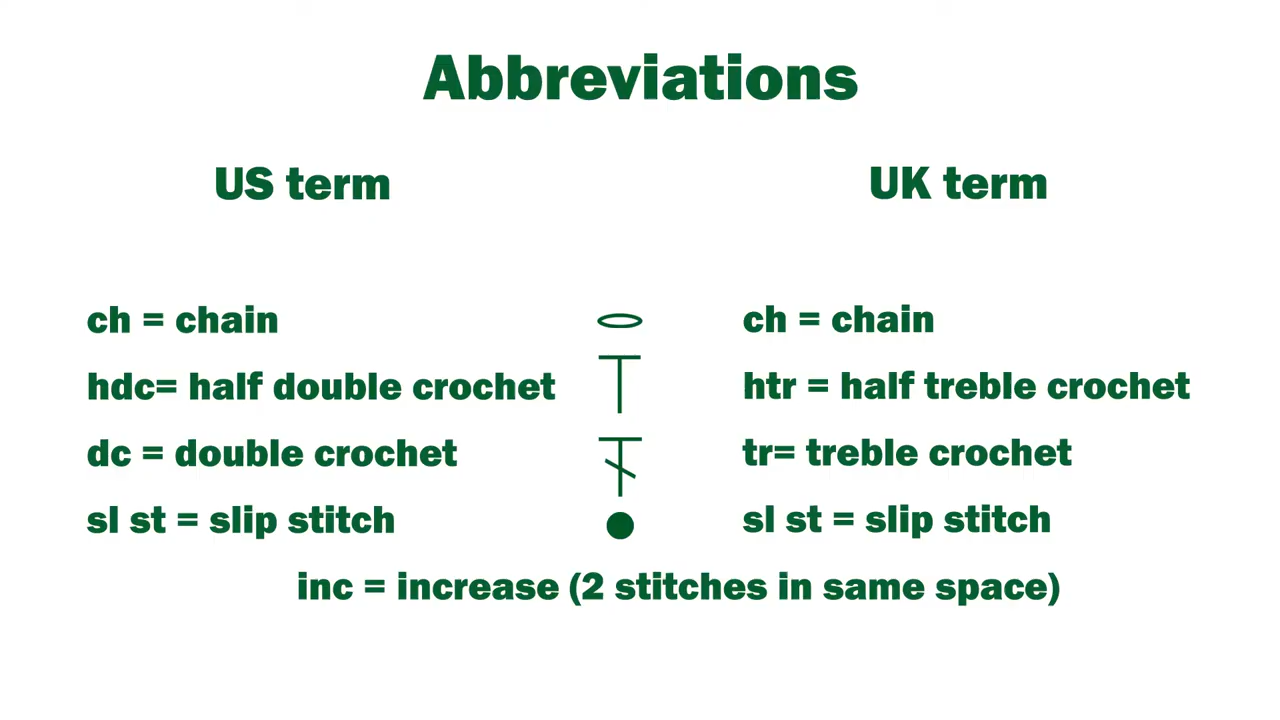 Abbreviations
US term
UK term
ch = chain
ch = chain
hdc= half double crochet
htr = half treble crochet
dc = double crochet
tr= treble crochet
sl st = slip stitch
sl st = slip stitch
inc = increase (2 stitches in same space)